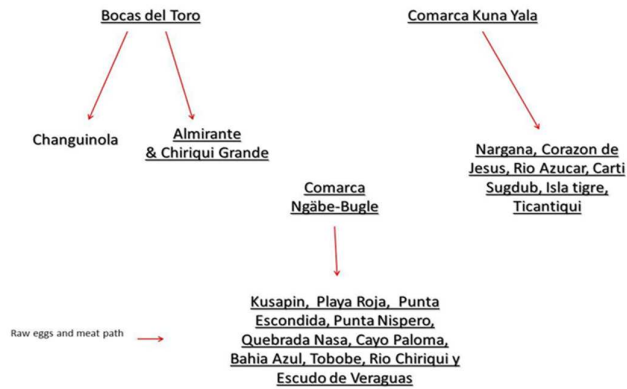 Bocas del Toro
Comarca Kuna Yala
Changuinola
Almirante
& Chiriqui Grande
Nargana, Corazon de
Jesus, Rio Azucar, Carti
Sugdub, Isla tigre,
Ticantiqui
Comarca
Ngäbe-Bugle
Kusapin, Playa Roja, Punta
Escondida, Punta Nispero,
Quebrada Nasa, Cayo Paloma,
Bahia Azul, Tobobe, Rio Chiriqui y
Escudo de Veraguas
Raw eggs and meat path